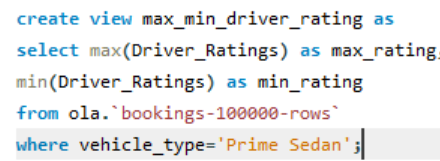 create view max_min_driver_rating as
select max(Driver_Ratings) as max_rating,
min(Driver_Ratings) as min_rating
from ola.`bookings-100000-rows`
where vehicle_type='Prime Sedan';